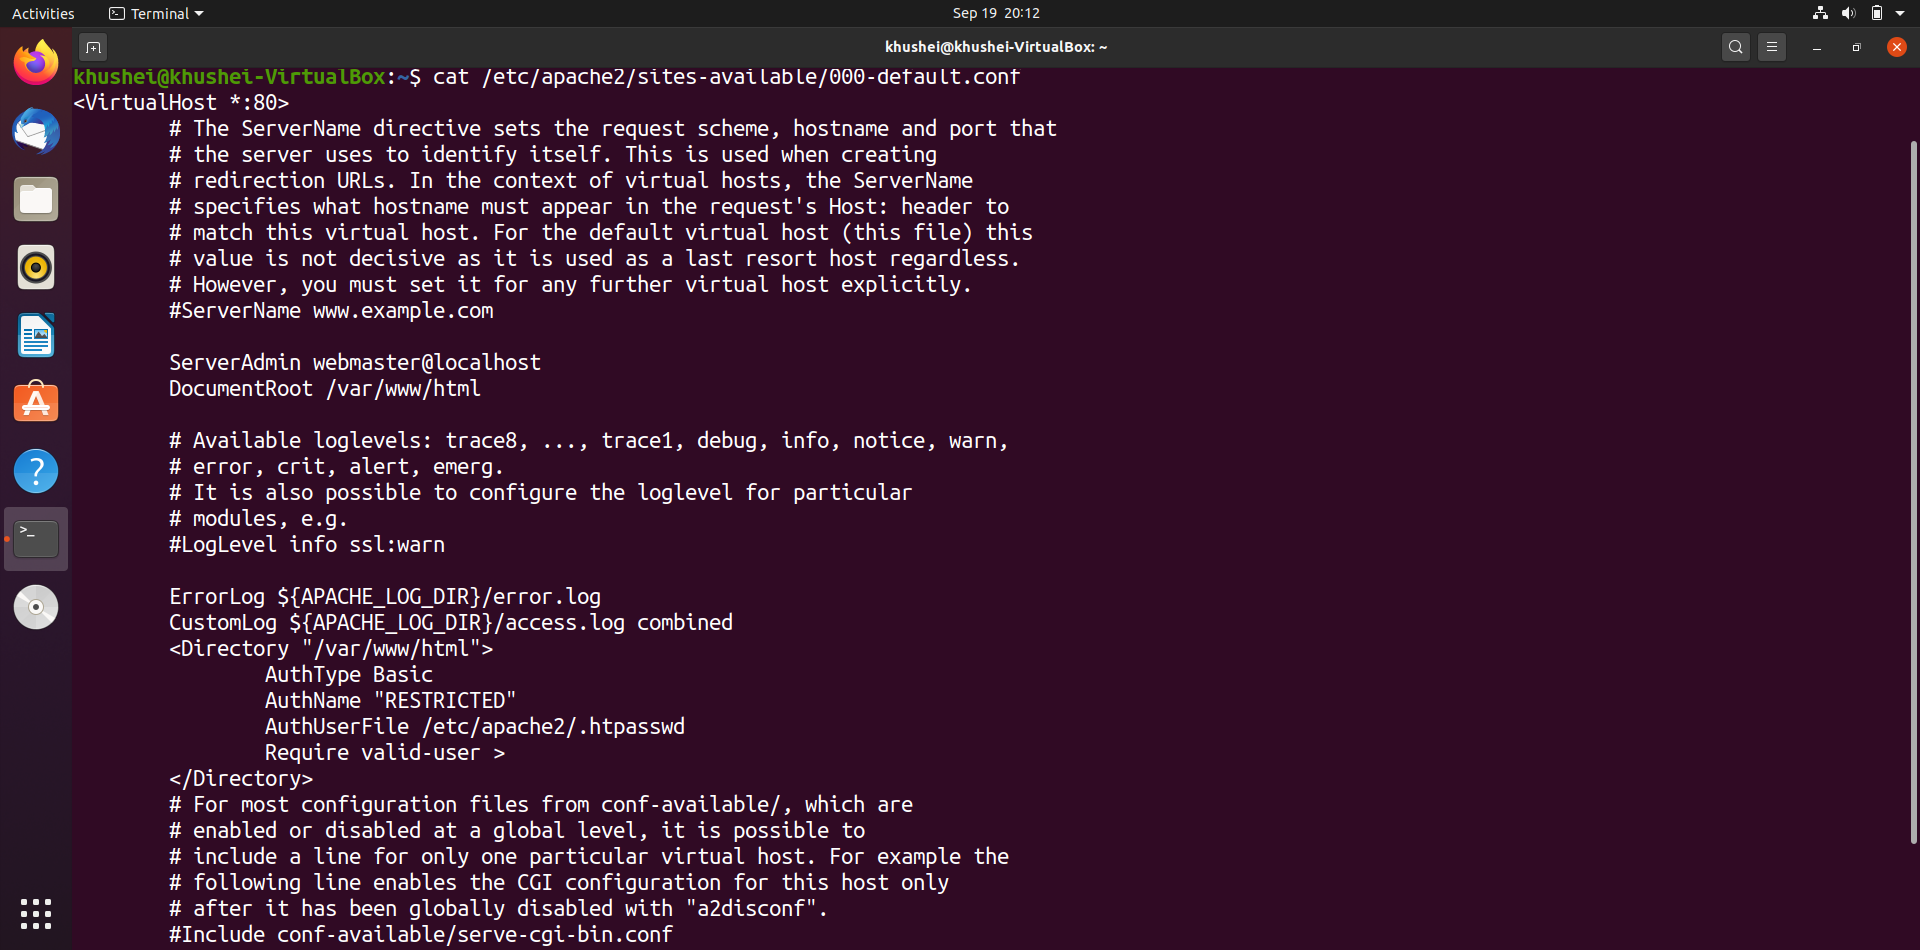 Activities
Terminal
Sep 19 20:12
khushei@khushei-VirtualBox: ~
khushei@khushei-VirtualBox:~$ cat /etc/apache2/sites-available/000-default.conf
<VirtualHost *:80>
# The ServerName directive sets the request scheme, hostname and port that
# the server uses to identify itself. This is used when creating
# redirection URLs. In the context of virtual hosts, the ServerName
# specifies what hostname must appear in the request's Host: header to
# match this virtual host. For the default virtual host (this file) this
# value is not decisive as it is used as a last resort host regardless.
# However, you must set it for any further virtual host explicitly.
#ServerName www.example.com
ServerAdmin webmaster@localhost
DocumentRoot /var/www/html
# Available loglevels: trace8, ..., trace1, debug, info, notice, warn,
# error, crit, alert, emerg.
# It is also possible to configure the loglevel for particular
# modules, e.g.
#LogLevel info ssl:warn
ErrorLog ${APACHE_LOG_DIR}/error.log
CustomLog ${APACHE_LOG_DIR}/access.log combined
<Directory "/var/www/html">
AuthType Basic
AuthName "RESTRICTED"
AuthUserFile /etc/apache2/.htpasswd
Require valid-user >
</Directory>
# For most configuration files from conf-available/, which are
# enabled or disabled at a global level, it is possible to
# include a line for only one particular virtual host. For example the
# following line enables the CGI configuration for this host only
# after it has been globally disabled with "a2disconf".
#Include conf-available/serve-cgi-bin.conf